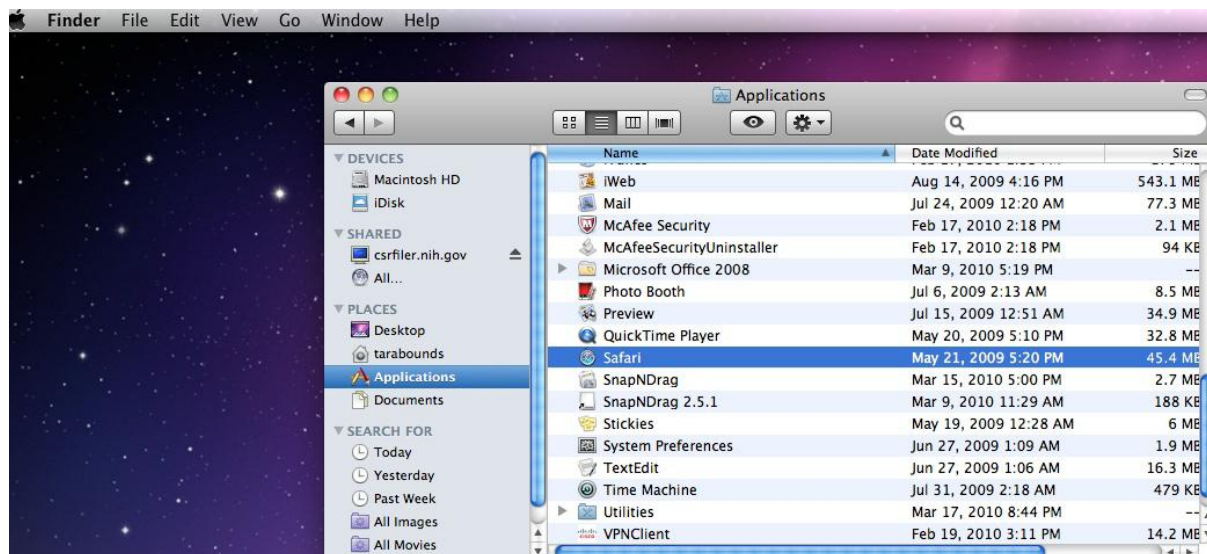 Finder File Edit View Go Window Help
Applications
DEVICES
Macintosh HD
iDisk
SHARED
csrfiler.nih.gov
All...
PLACES
Desktop
tarabounds
Applications
Documents
SEARCH FOR
Today
Yesterday
Past Week
All Images
All Movies
Name Date Modified Size
iWeb Aug 14, 2009 4:16 PM 543.1 MB
Mail Jul 24, 2009 12:20 AM 77.3 MB
McAfee Security Feb 17, 2010 2:18 PM 2.1 MB
McAfeeSecurityUninstaller Feb 17, 2010 2:18 PM 94 KB
Microsoft Office 2008 Mar 9, 2010 5:19 PM --
Photo Booth Jul 6, 2009 2:13 AM 8.5 MB
Preview Jul 15, 2009 12:51 AM 34.9 MB
QuickTime Player May 20, 2009 5:10 PM 32.8 MB
Safari May 21, 2009 5:20 PM 45.4 MB
SnapNDrag Mar 15, 2010 5:00 PM 2.7 MB
SnapNDrag 2.5.1 Mar 9, 2010 11:29 AM 188 KB
Stickies May 19, 2009 12:28 AM 6 MB
System Preferences Jun 27, 2009 1:09 AM 1.9 MB
TextEdit Jun 27, 2009 1:06 AM 16.3 MB
Time Machine Jul 31, 2009 2:18 AM 479 KB
Utilities Mar 17, 2010 8:44 PM --
VPNClient Feb 19, 2010 3:11 PM 14.2 MB